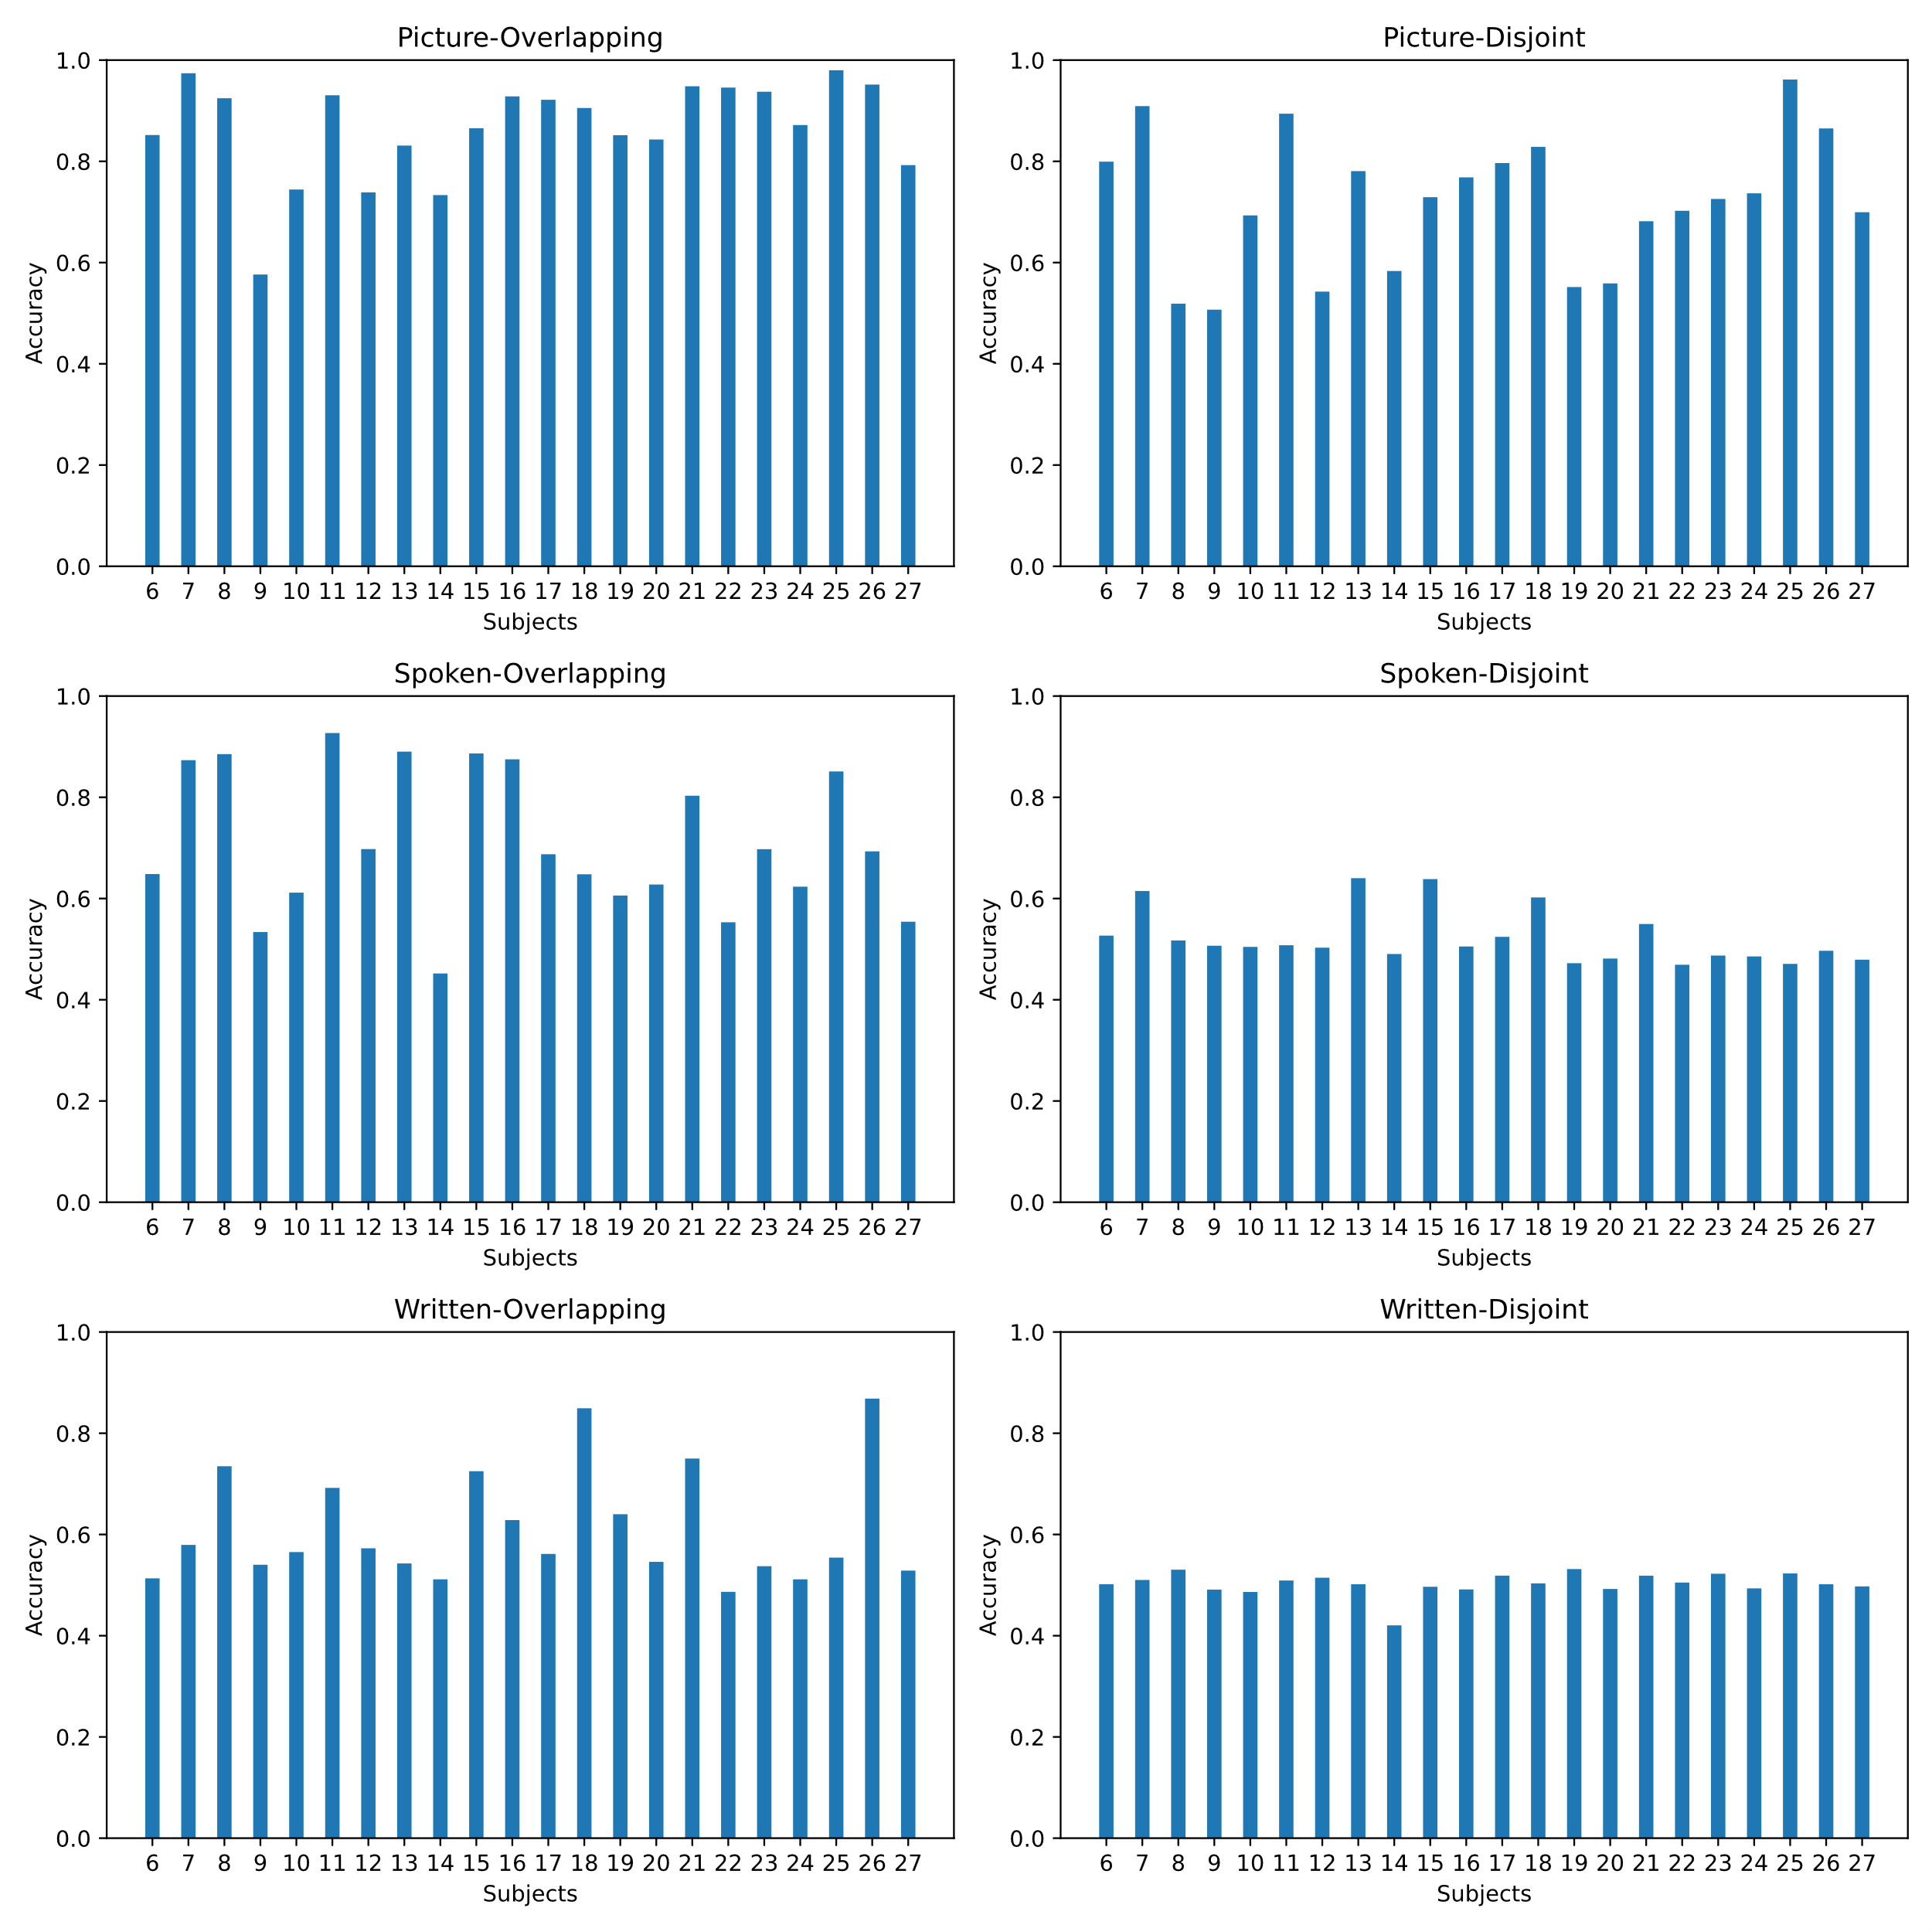 Picture-Overlapping
1.0
0.8
0.6
0.4
0.2
0.0
Accuracy
6 7 8 9 10 11 12 13 14 15 16 17 18 19 20 21 22 23 24 25 26 27
Subjects
Picture-Disjoint
1.0
0.8
0.6
0.4
0.2
0.0
Accuracy
6 7 8 9 10 11 12 13 14 15 16 17 18 19 20 21 22 23 24 25 26 27
Subjects
Spoken-Overlapping
1.0
0.8
0.6
0.4
0.2
0.0
Accuracy
6 7 8 9 10 11 12 13 14 15 16 17 18 19 20 21 22 23 24 25 26 27
Subjects
Spoken-Disjoint
1.0
0.8
0.6
0.4
0.2
0.0
Accuracy
6 7 8 9 10 11 12 13 14 15 16 17 18 19 20 21 22 23 24 25 26 27
Subjects
Written-Overlapping
1.0
0.8
0.6
0.4
0.2
0.0
Accuracy
6 7 8 9 10 11 12 13 14 15 16 17 18 19 20 21 22 23 24 25 26 27
Subjects
Written-Disjoint
1.0
0.8
0.6
0.4
0.2
0.0
Accuracy
6 7 8 9 10 11 12 13 14 15 16 17 18 19 20 21 22 23 24 25 26 27
Subjects